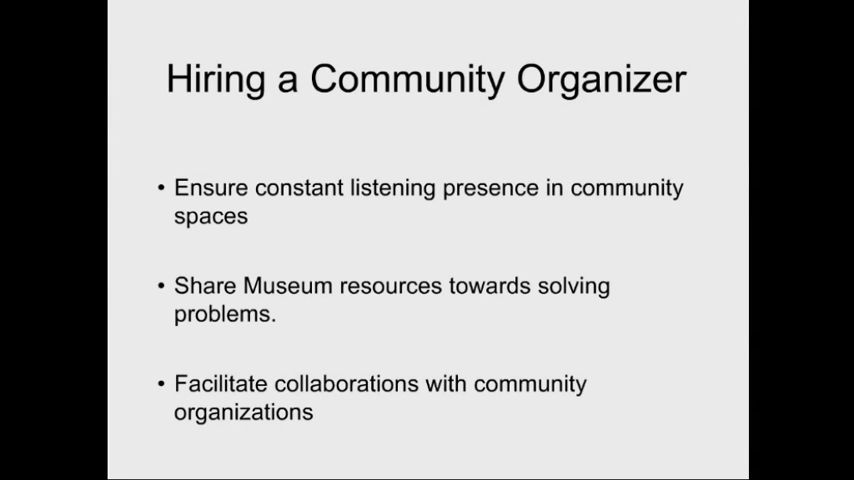 Hiring a Community Organizer
• Ensure constant listening presence in community
spaces
• Share Museum resources towards solving
problems.
• Facilitate collaborations with community
organizations